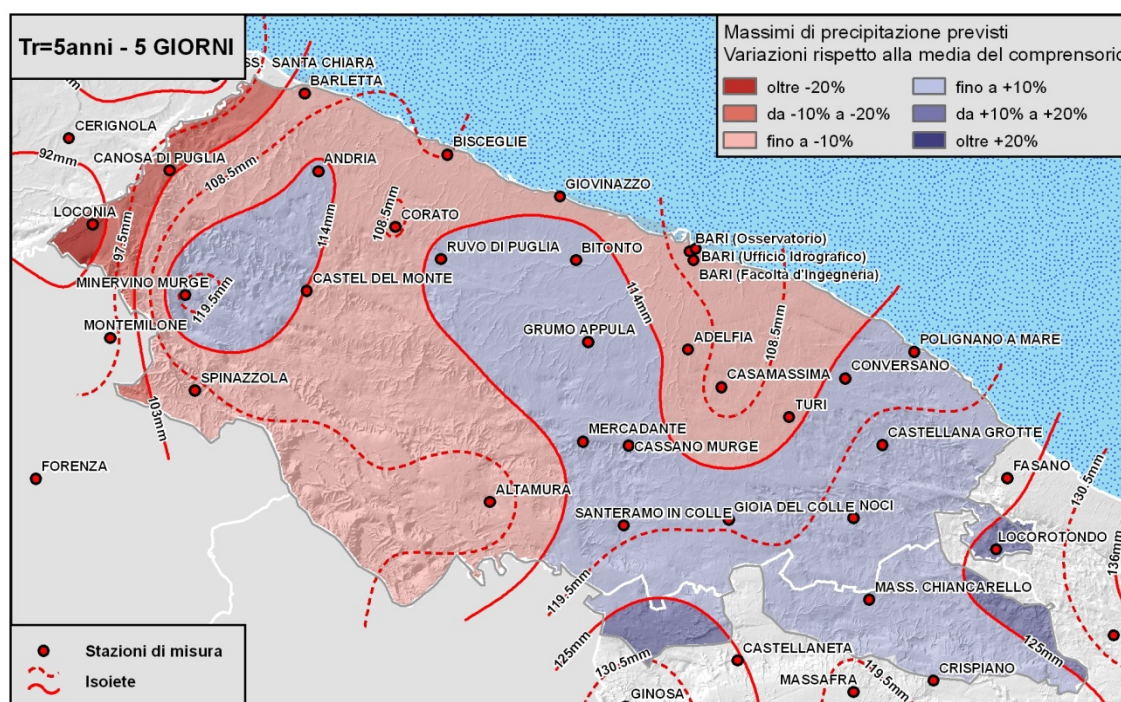 Tr=5anni - 5 GIORNI
Massimi di precipitazione previsti
Variazioni rispetto alla media del comprensorio
oltre -20%
fino a +10%
da -10% a -20%
da +10% a +20%
fino a -10%
oltre +20%
SANTA CHIARA
BARLETTA
CERIGNOLA
BISCEGLIE
92mm
CANOSA DI PUGLIA
108.5mm
ANDRIA
GIOVINAZZO
LOCONIA
97.5mm
114mm
108.5mm
CORATO
BARI (Osservatorio)
RUVO DI PUGLIA
BITONTO
BARI (Ufficio Idrografico)
BARI (Facoltà d'Ingegneria)
MINERVINO MURGE
119.5mm
CASTEL DEL MONTE
114mm
MONTEMILONE
GRUMO APPULA
ADELFIA
108.5mm
POLIGNANO A MARE
CONVERSANO
SPINAZZOLA
CASAMASSIMA
103mm
TURI
MERCADANTE
CASSANO MURGE
CASTELLANA GROTTE
FORENZA
FASANO
130.5mm
ALTAMURA
SANTERAMO IN COLLE
GIOIA DEL COLLE
NOCI
LOCOROTONDO
136mm
119.5mm
MASS. CHIANCARELLO
125mm
125mm
130.5mm
CASTELLANETA
CRISPIANO
MASSAFRA
119.5mm
GINOSA
Stazioni di misura
Isoiete